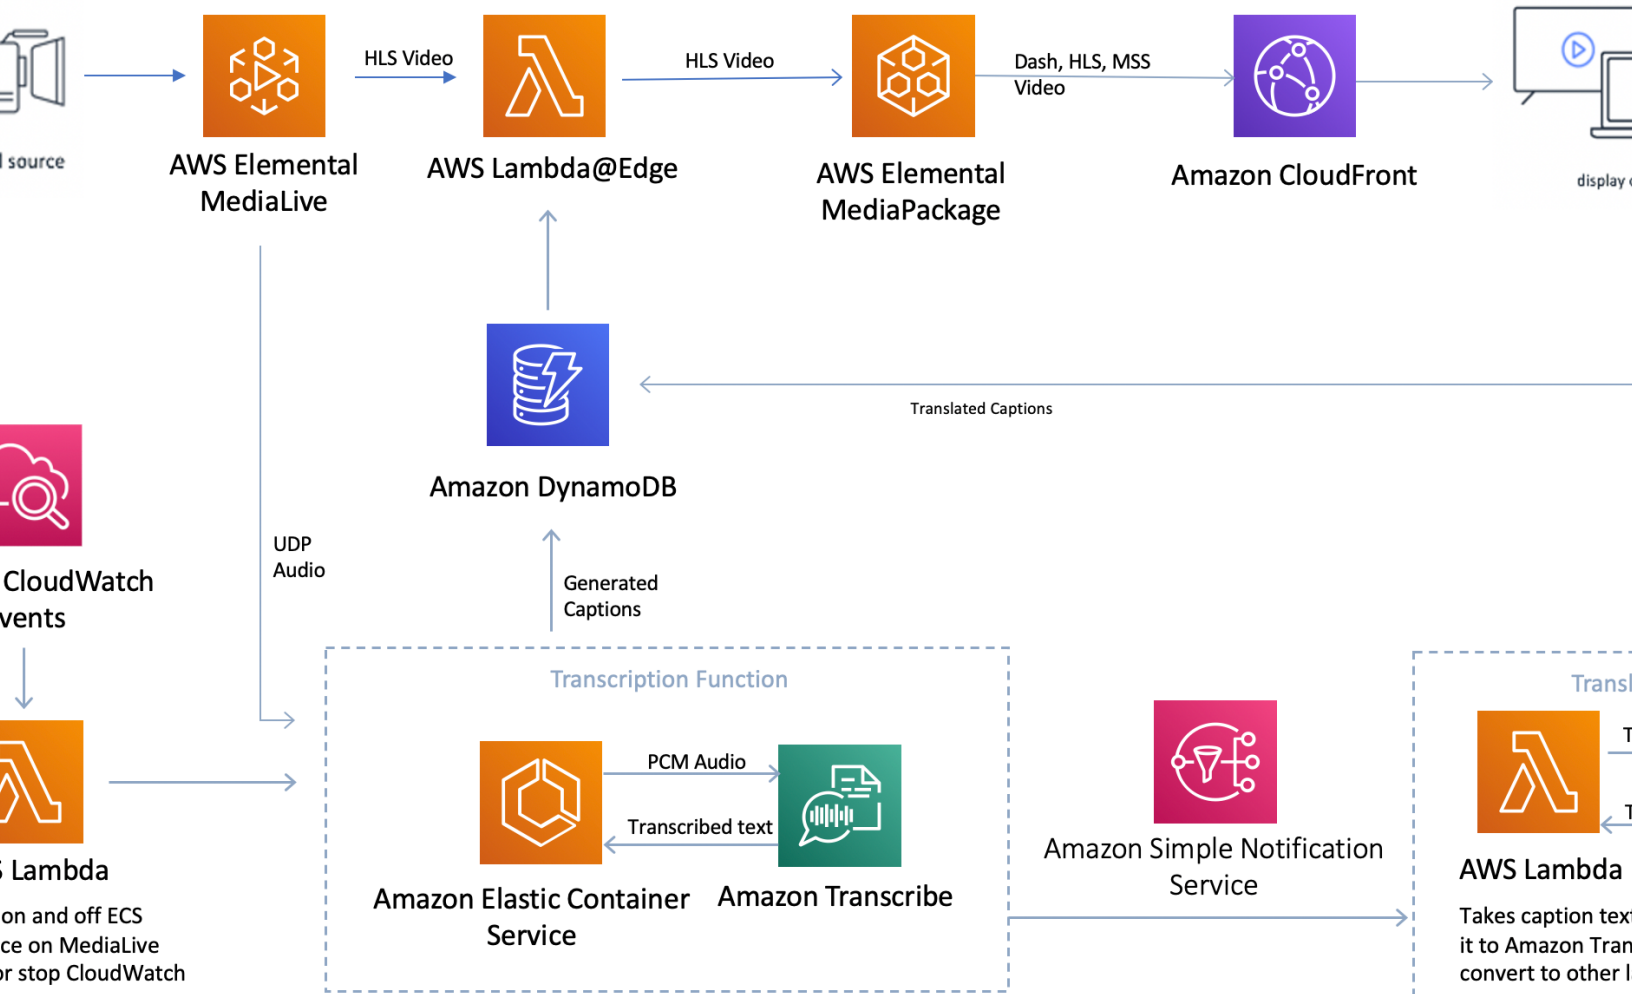 HLS Video
HLS Video
Dash, HLS, MSS
Video
source
AWS Elemental
MediaLive
AWS Lambda@Edge
AWS Elemental
MediaPackage
Amazon CloudFront
display
Translated Captions
Amazon DynamoDB
UDP
Audio
CloudWatch
vents
Generated
Captions
Transcription Function
Transl
PCM Audio
Transcribed text
T
T
Amazon Elastic Container
Service
Amazon Transcribe
Amazon Simple Notification
Service
S Lambda
on and off ECS
ce on MediaLive
or stop CloudWatch
AWS Lambda
Takes caption text
it to Amazon Tran
convert to other l